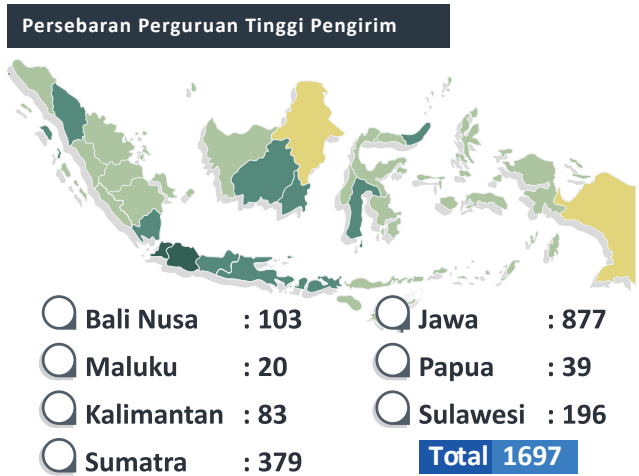 Persebaran Perguruan Tinggi Pengirim
Bali Nusa : 103
Maluku : 20
Kalimantan : 83
Sumatra : 379
Jawa : 877
Papua : 39
Sulawesi : 196
Total 1697